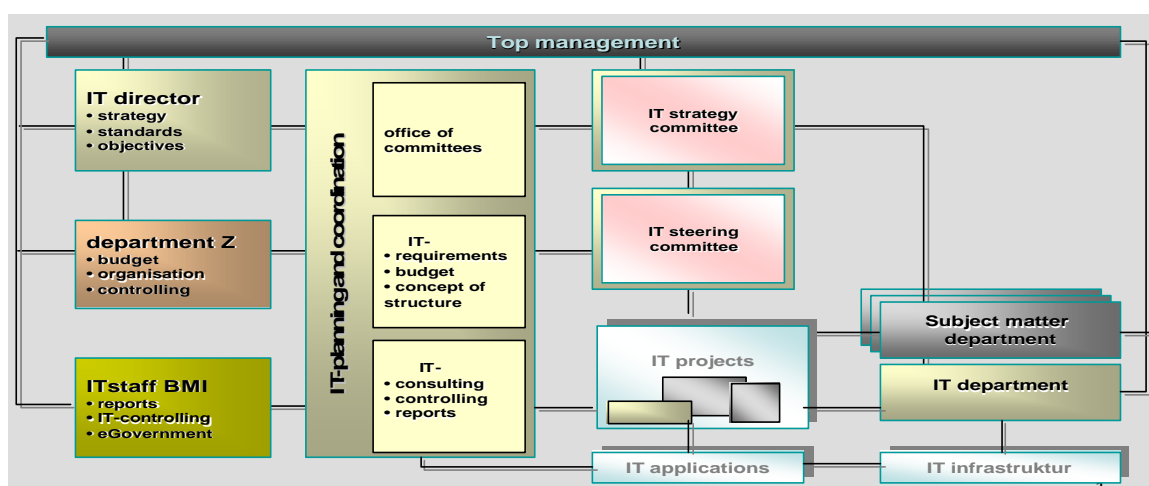 Top management
IT director
• strategy
• standards
• objectives
department Z
• budget
• organisation
• controlling
ITstaff BMI
• reports
• IT-controlling
• eGovernment
IT-planning and coordination
office of
committees
IT-
• requirements
• budget
• concept of
structure
IT-
• consulting
• controlling
• reports
IT strategy
committee
IT steering
committee
IT projects
IT applications
Subject matter
department
IT department
IT infrastruktur